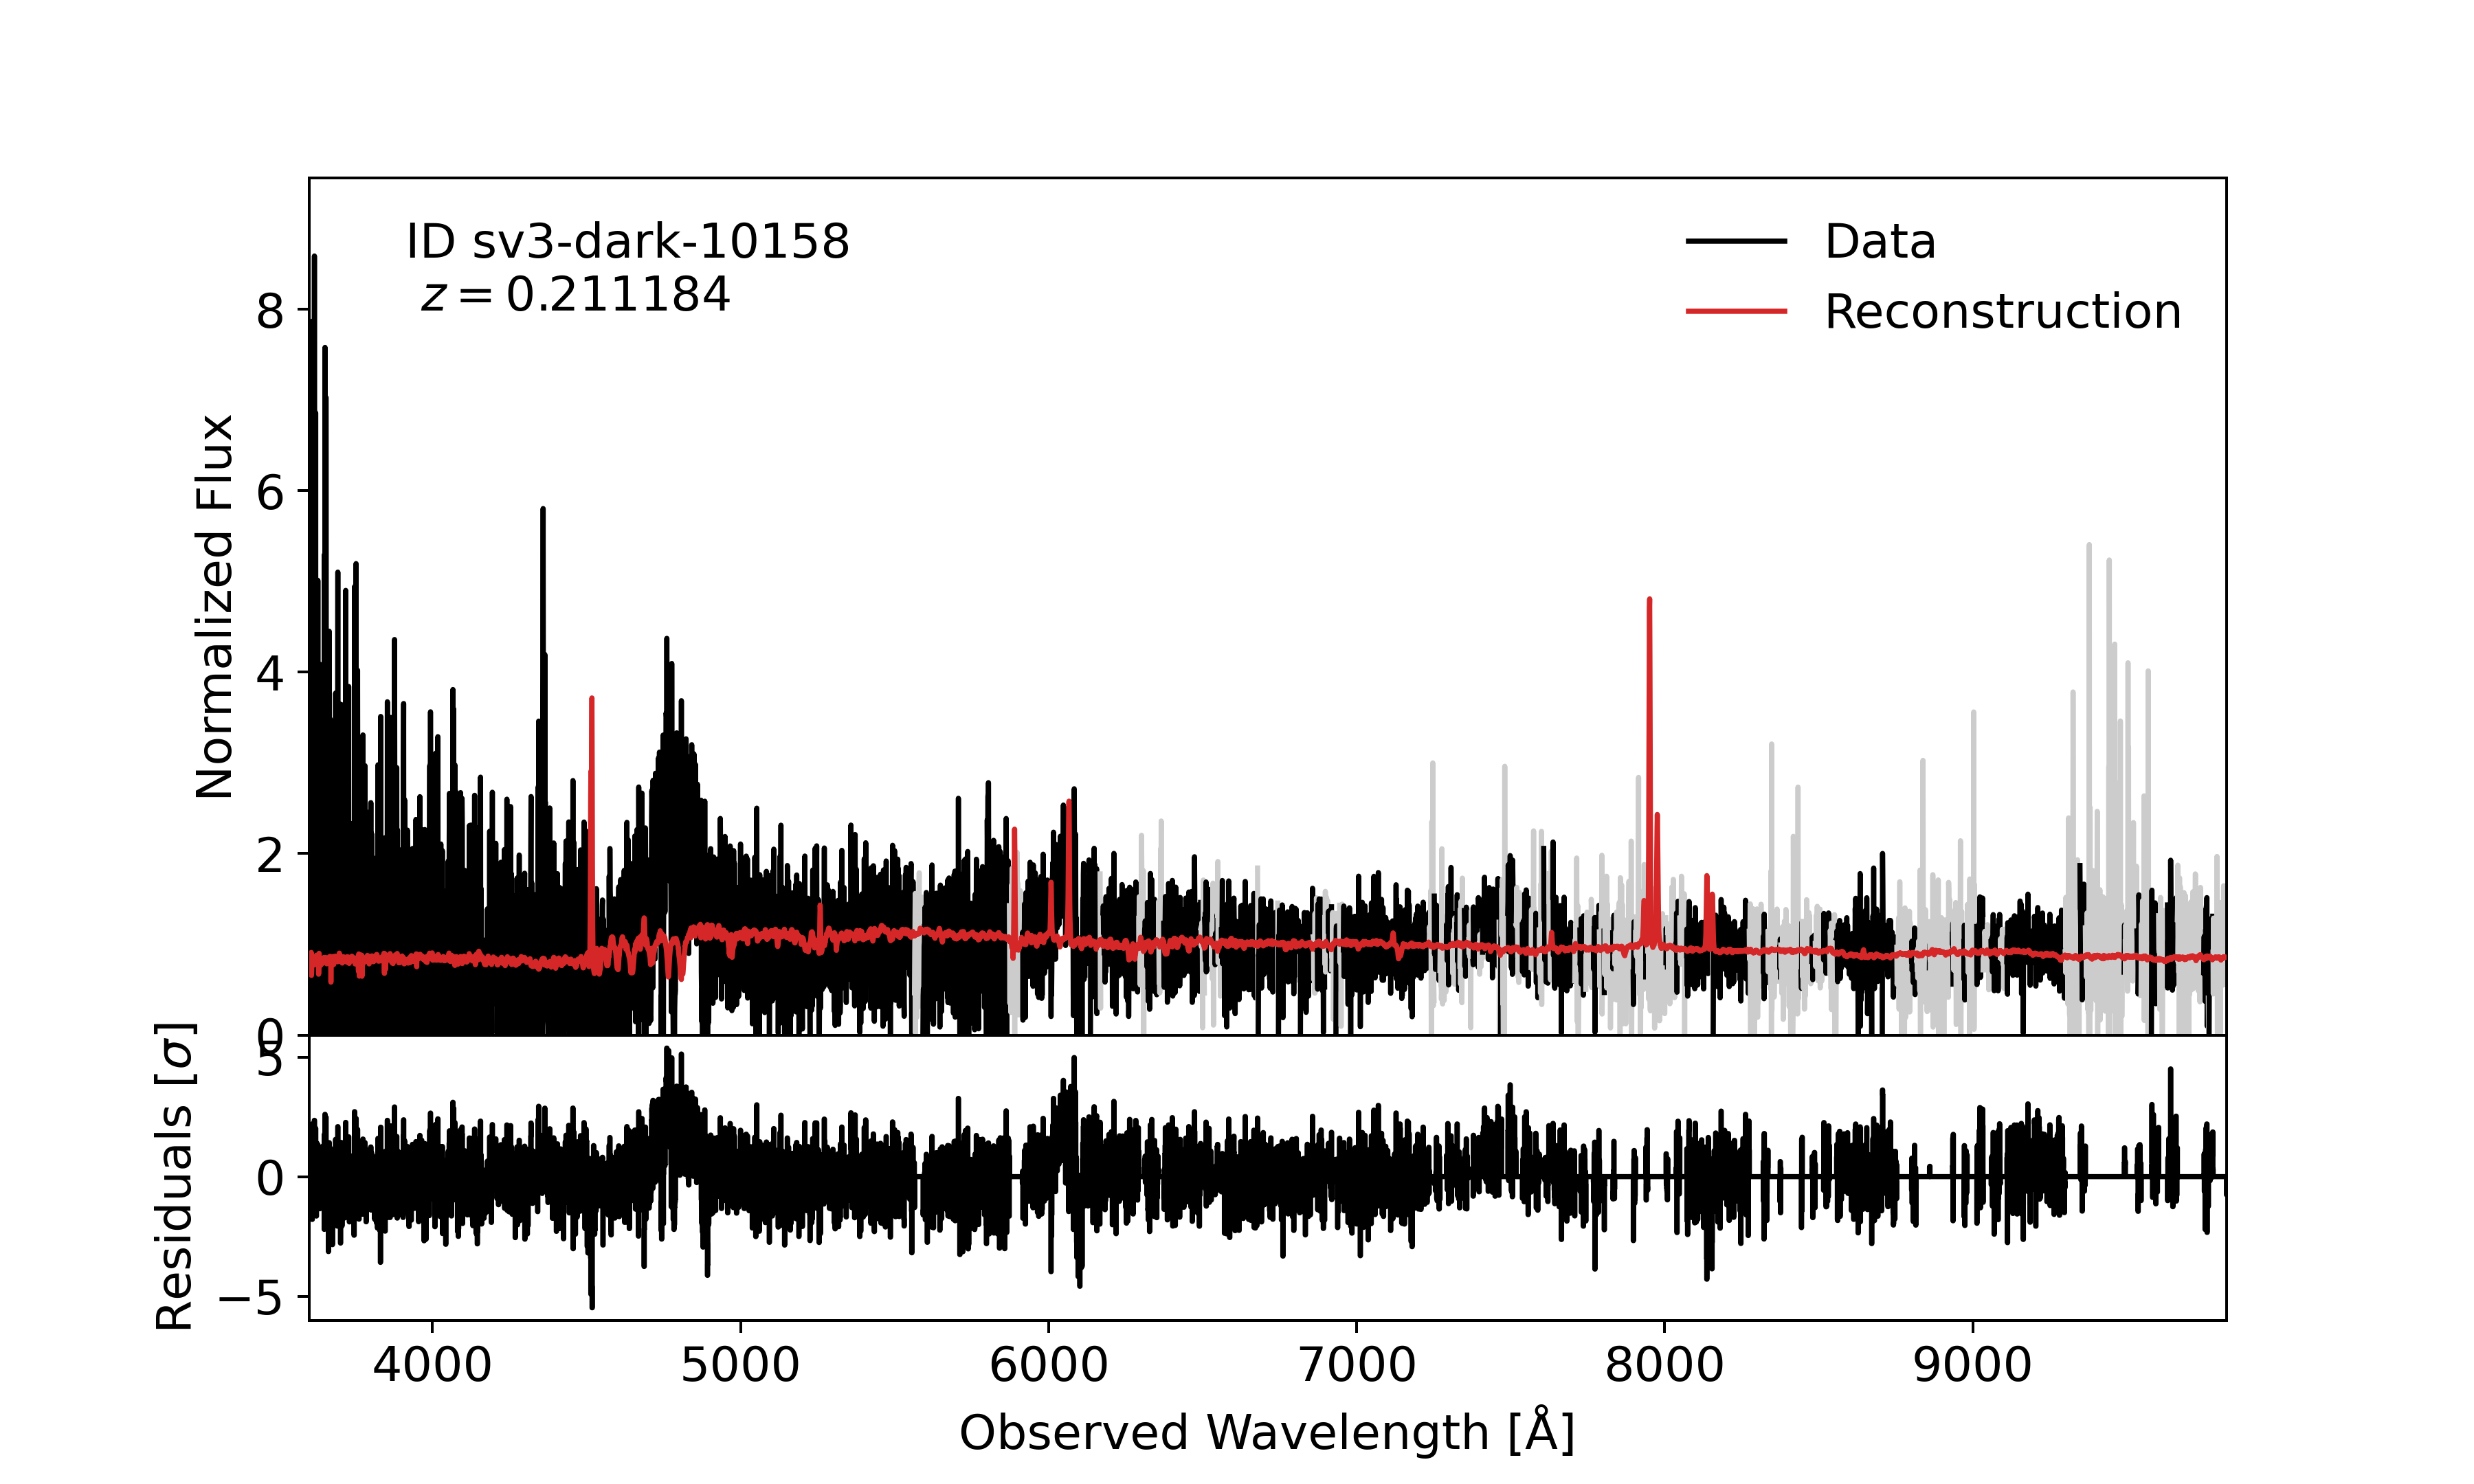 ID sv3-dark-10158
z = 0.211184
Data
Reconstruction
Normalized Flux
8
6
4
2
0
Residuals [σ]
5
0
−5
4000 5000 6000 7000 8000 9000
Observed Wavelength [Å]